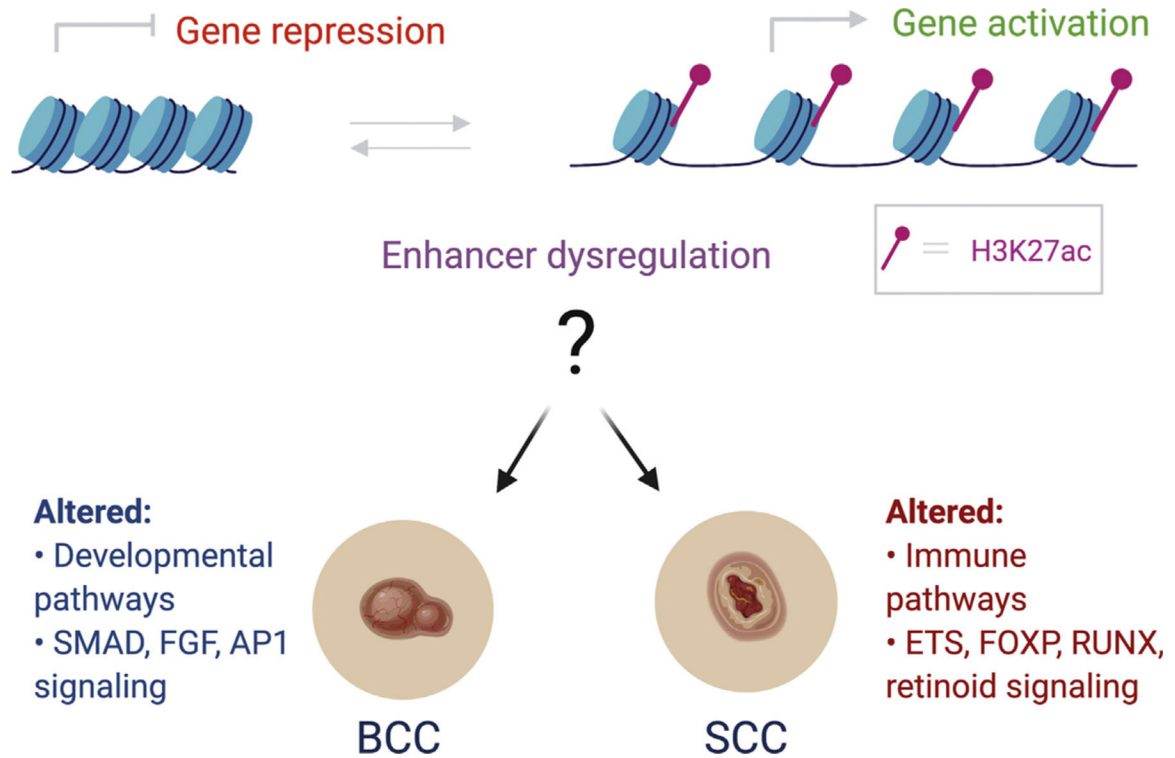 Gene repression
Gene activation
= H3K27ac
Enhancer dysregulation
?
Altered:
• Developmental
pathways
• SMAD, FGF, AP1
signaling
BCC
Altered:
• Immune
pathways
• ETS, FOXP, RUNX,
retinoid signaling
SCC